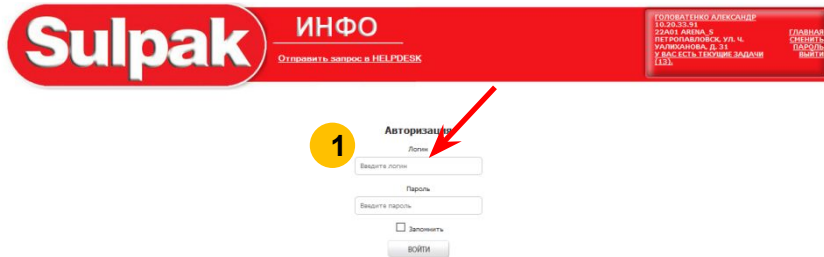 Sulpak
ИНФО
Отправить запрос в HELPDESK
ГОЛОВАТЕНКО АЛЕКСАНДР
10.20.33.91
22A01 ARENA_S
ПЕТРОПАВЛОВСК, УЛ. Ч.
УАЛИХАНОВА, Д. 31
У ВАС ЕСТЬ ТЕКУЩИЕ ЗАДАЧИ
(13).
ГЛАВНАЯ
СМЕНИТЬ
ПАРОЛЬ
ВЫЙТИ
Авторизация
1
Логин
Введите логин
Пароль
Введите пароль
Запомнить
ВОЙТИ